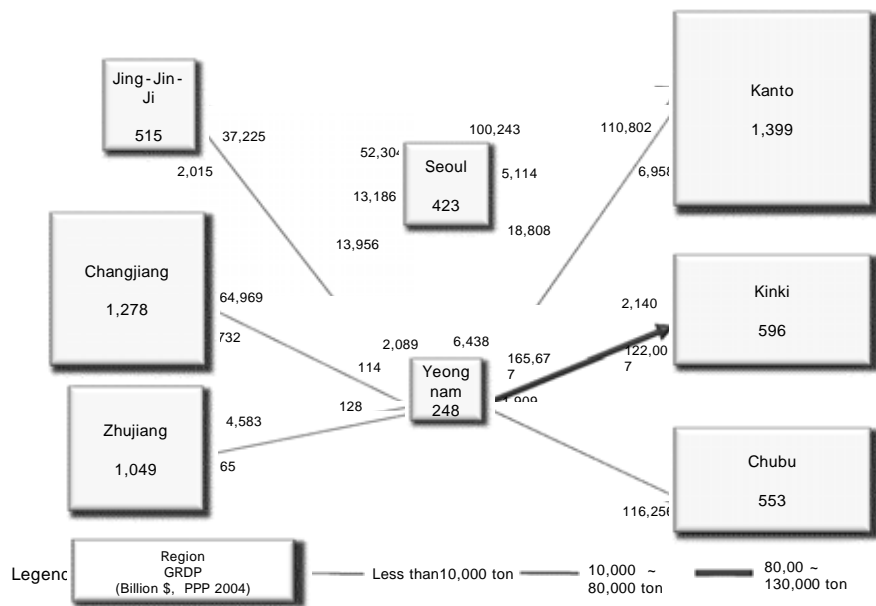 Jing-Jin-
Ji
515
37,225
2,015
52,304
13,186
13,956
Seoul
423
100,243
5,114
18,808
110,802
6,958
Kanto
1,399
Changjiang
1,278
64,969
732
2,089
114
6,438
Yeong
nam
248
165,67
7
2,140
122,00
7
1,909
Kinki
596
Zhujiang
1,049
4,583
65
128
116,256
Chubu
553
Legend
Region
GRDP
(Billion $, PPP 2004)
Less than10,000 ton
10,000 ~
80,000 ton
80,00 ~
130,000 ton